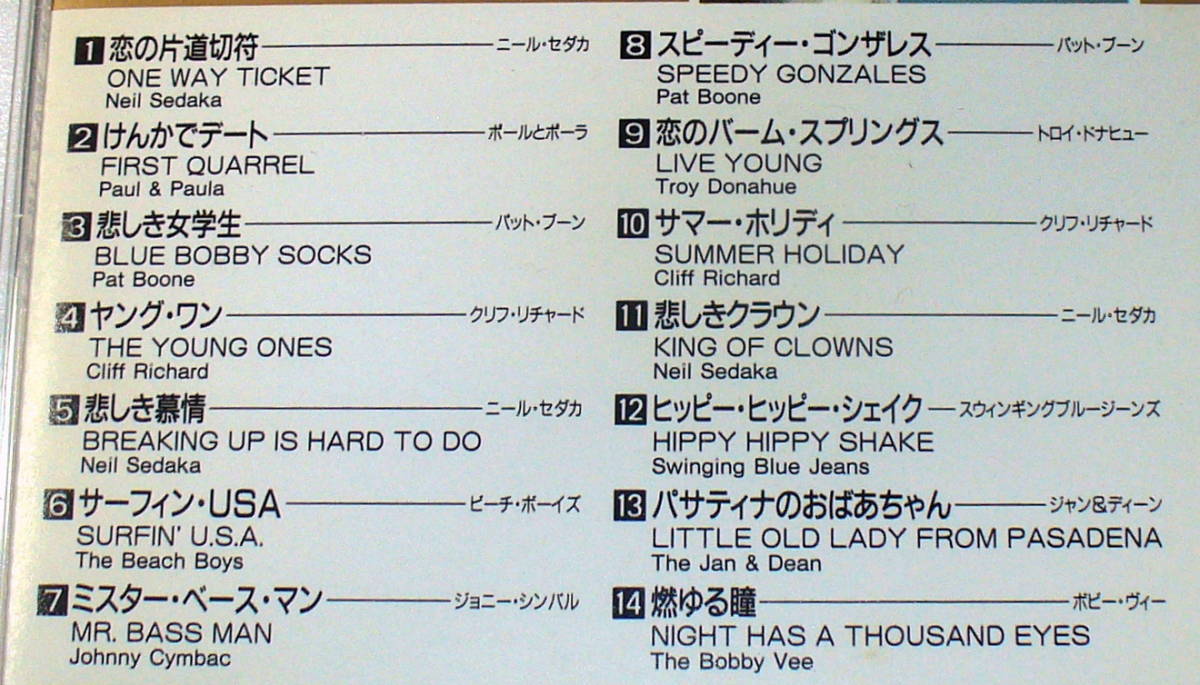 1 恋の片道切符 ニール・セダカ
ONE WAY TICKET
Neil Sedaka
2 けんかでデート ポールとポーラ
FIRST QUARREL
Paul & Paula
3 悲しき女学生 パット・ブーン
BLUE BOBBY SOCKS
Pat Boone
4 ヤング・ワン クリフ・リチャード
THE YOUNG ONES
Cliff Richard
5 悲しき慕情 ニール・セダカ
BREAKING UP IS HARD TO DO
Neil Sedaka
6 サーフィン・USA ビーチ・ボーイズ
SURFIN' U.S.A.
The Beach Boys
7 ミスター・ベース・マン ジョニー・シンバル
MR. BASS MAN
Johnny Cymbac
8 スピーディー・ゴンザレス パット・ブーン
SPEEDY GONZALES
Pat Boone
9 恋のパーム・スプリングス トロイ・ドナヒュー
LIVE YOUNG
Troy Donahue
10 サマー・ホリディ クリフ・リチャード
SUMMER HOLIDAY
Cliff Richard
11 悲しきクラウン ニール・セダカ
KING OF CLOWNS
Neil Sedaka
12 ヒッピー・ヒッピー・シェイク スウィンギングブルージーンズ
HIPPY HIPPY SHAKE
Swinging Blue Jeans
13 パサディナのおばあちゃん ジャン&ディーン
LITTLE OLD LADY FROM PASADENA
The Jan & Dean
14 燃ゆる瞳 ボビー・ヴィー
NIGHT HAS A THOUSAND EYES
The Bobby Vee